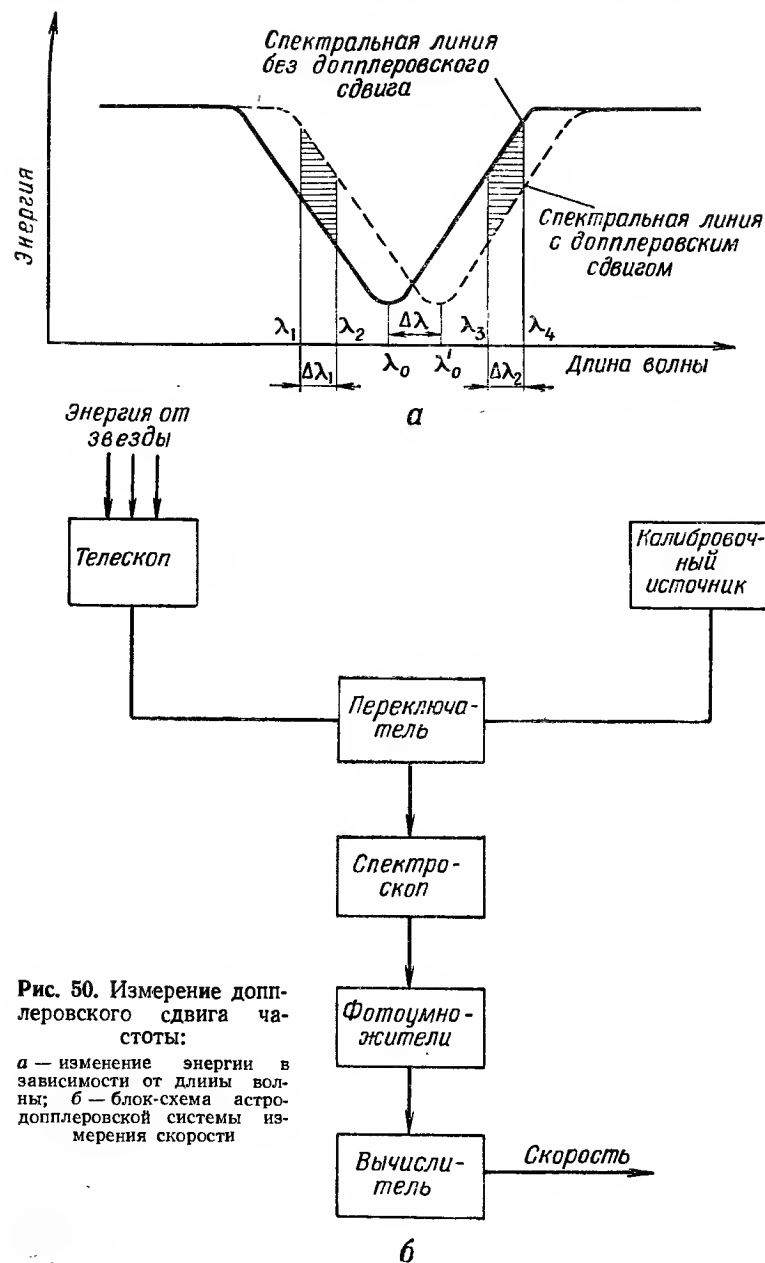 Спектральная линия
без допплеровского
сдвига
Энергия
Спектральная линия
с допплеровским
сдвигом
λ₁ λ₂ Δλ λ₃ λ₄
Δλ₁ λ₀ λ'₀ Δλ₂ Длина волны
а
Энергия от
звезды
Телескоп
Калибровоч-
ный
источник
Переключа-
тель
Спектро-
скоп
Рис. 50. Измерение допп-
леровского сдвига ча-
стоты:
а — изменение энергии в
зависимости от длины вол-
ны; б — блок-схема астро-
допплеровской системы из-
мерения скорости
Фотоумно-
жители
Вычисли-
тель
Скорость
б